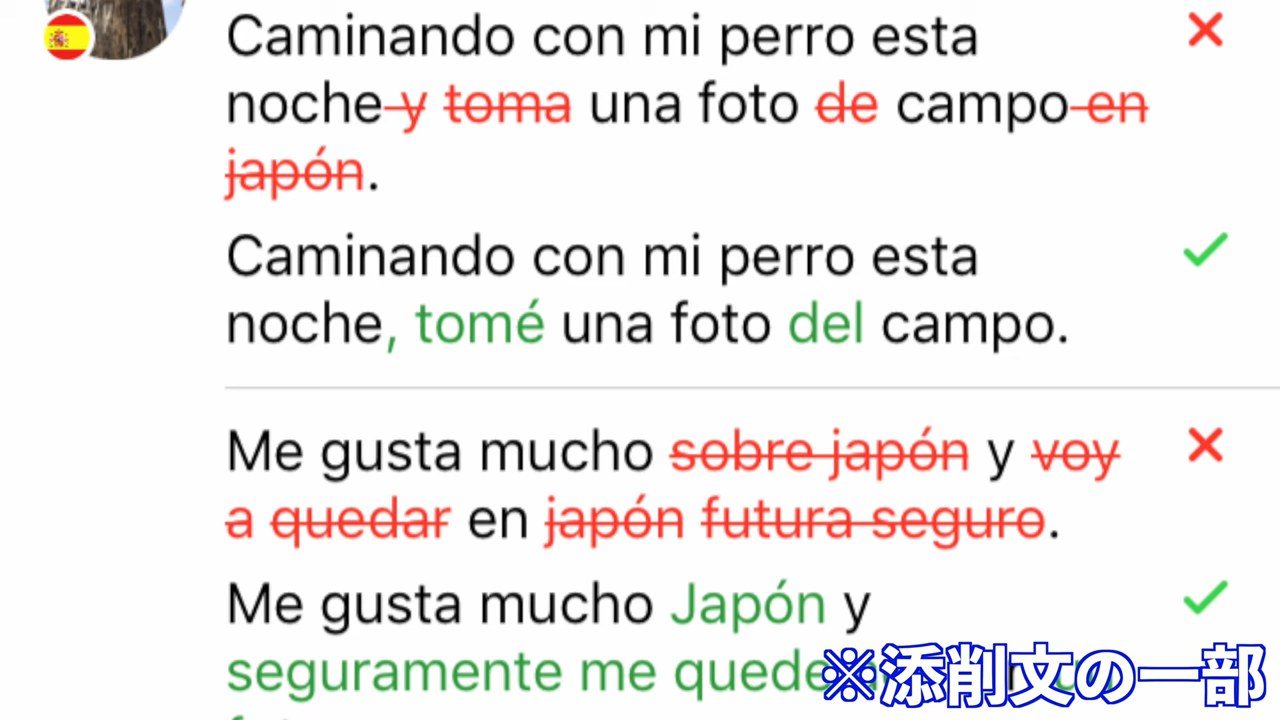 Caminando con mi perro esta
noche y toma una foto de campo en
japón.
Caminando con mi perro esta
noche, tomé una foto del campo.
Me gusta mucho sobre japón y voy
a quedar en japón futura seguro.
Me gusta mucho Japón y
seguramente me quede
※添削文の一部